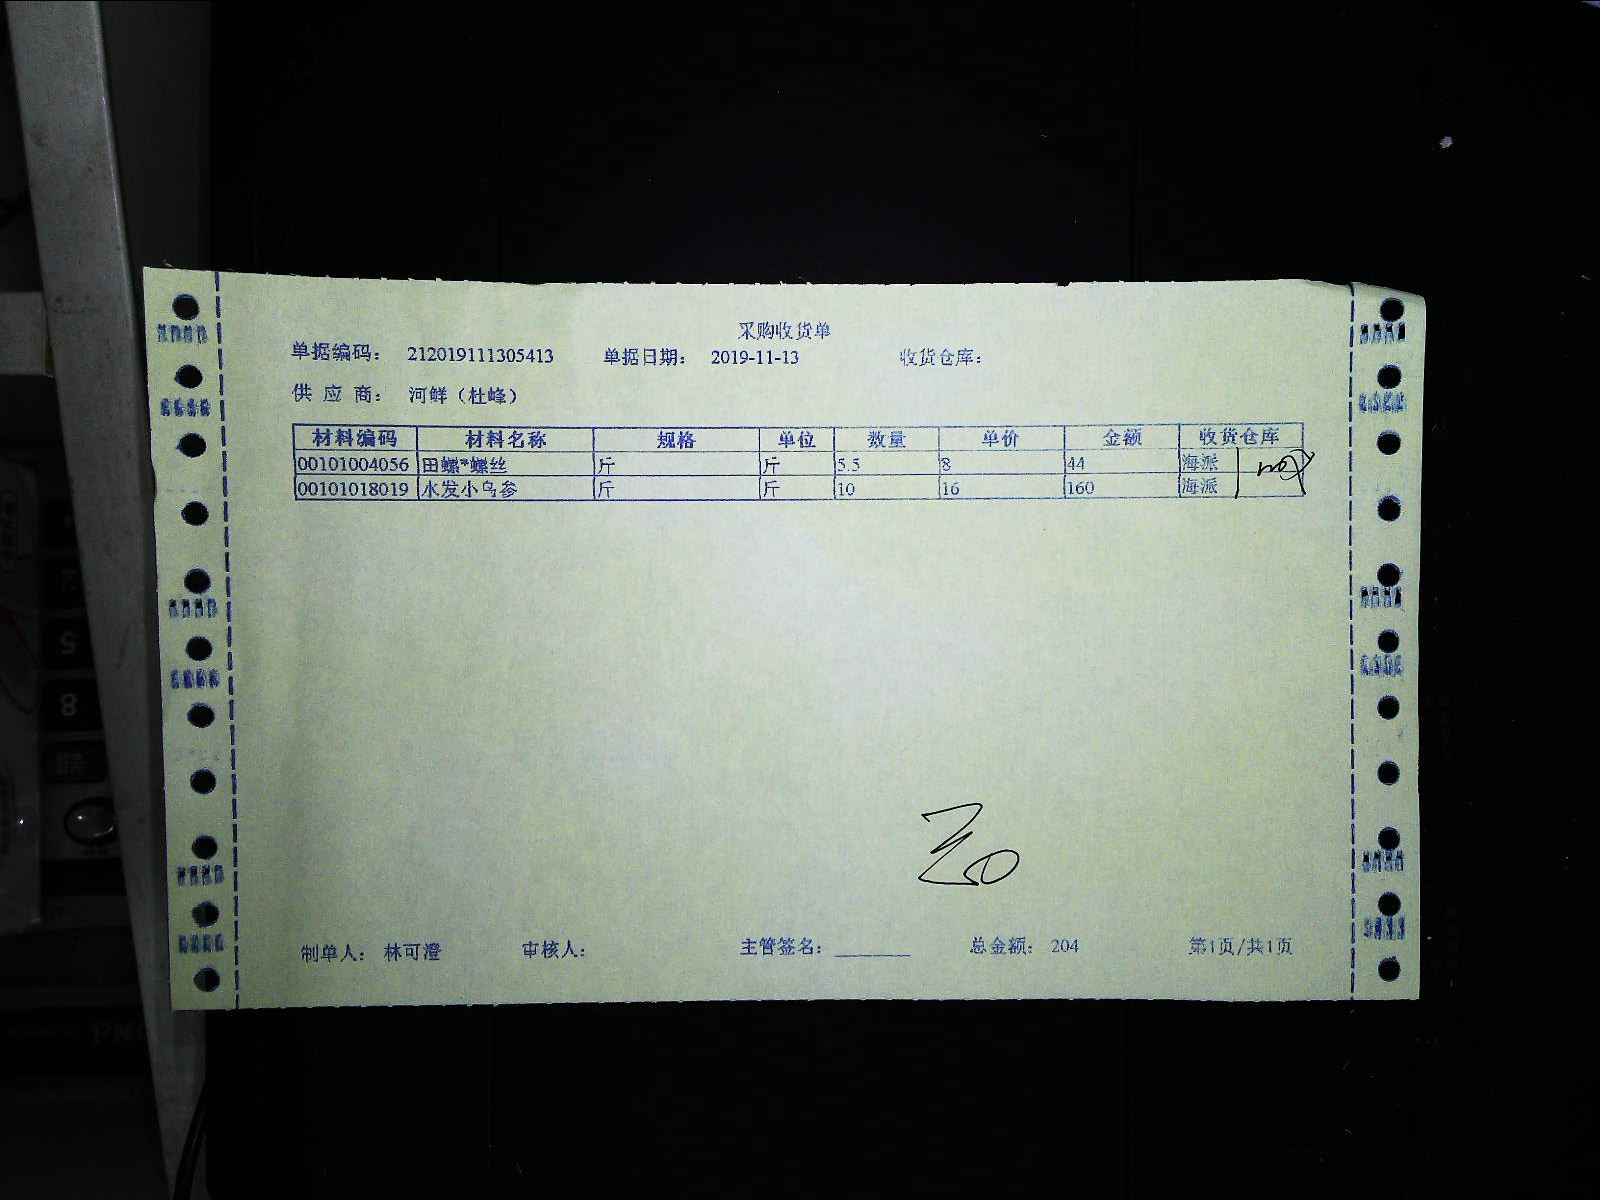 采购收货单
单据编码： 212019111305413 单据日期： 2019-11-13 收货仓库：
供 应 商： 河鲜（杜峰）
材料编码 材料名称 规格 单位 数量 单价 金额 收货仓库
00101004056 田螺*螺丝 斤 斤 5.5 8 44 海派
00101018019 水发小乌参 斤 斤 10 16 160 海派
制单人： 林可澄 审核人： 主管签名： 总金额： 204 第1页/共1页